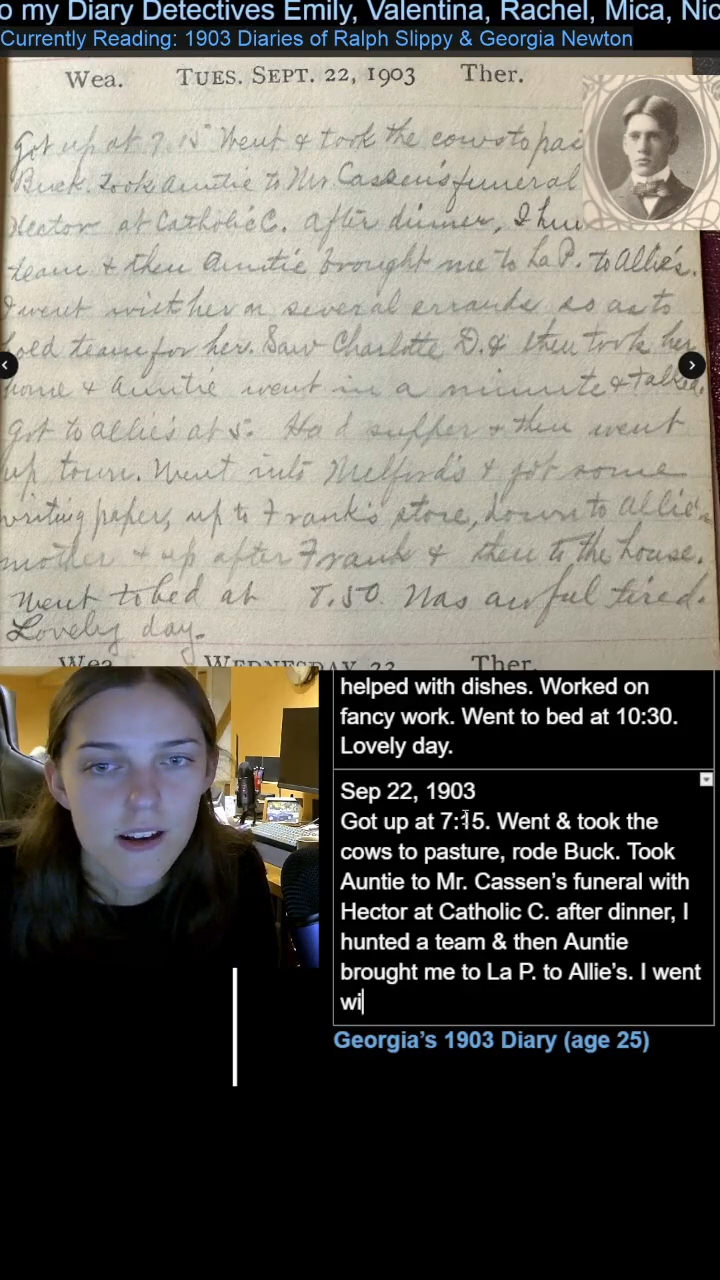 o my Diary Detectives Emily, Valentina, Rachel, Mica, Nic
Currently Reading: 1903 Diaries of Ralph Slippy & Georgia Newton
Wea. TUES. SEPT. 22, 1903 Ther.
Got up at 7.15 Went & took the cows to pas
Buck. Took Auntie to Mr Cassen's funeral
Hector at Catholic C. after dinner, I hun
team & then Auntie brought me to La P. to Allie's.
I went with her on several errands so as to
hold team for her. Saw Charlotte D. & then took her
home & Auntie went in a minute & talked.
Got to Allie's at 5. Had supper & then went
up town. Went into Melford's & got some
writing paper, up to Frank's store, down to Allie's
mother & up after Frank & then to the house.
Went to bed at 8.50. Was awful tired.
Lovely day.
Wea. WEDNESDAY 23 Ther.
helped with dishes. Worked on
fancy work. Went to bed at 10:30.
Lovely day.
Sep 22, 1903
Got up at 7:15. Went & took the
cows to pasture, rode Buck. Took
Auntie to Mr. Cassen’s funeral with
Hector at Catholic C. after dinner, I
hunted a team & then Auntie
brought me to La P. to Allie’s. I went
wi
Georgia’s 1903 Diary (age 25)